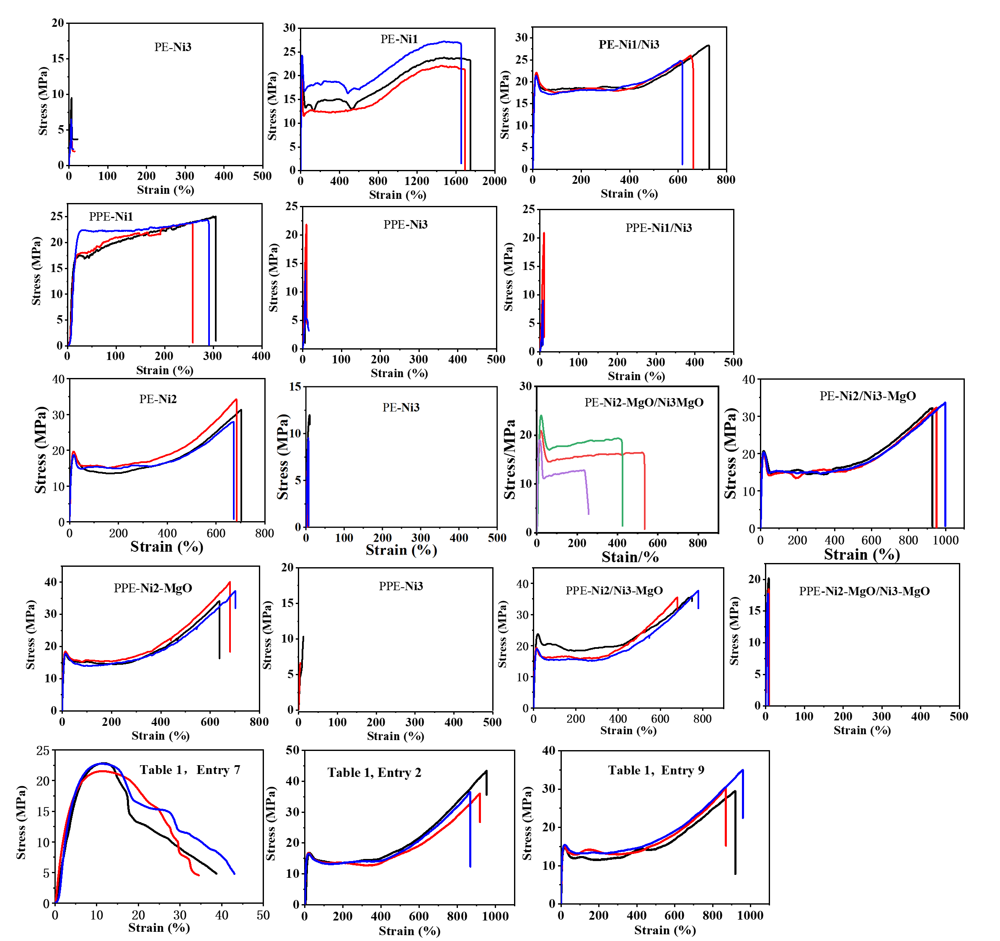 PE-Ni3
Stress (MPa)
20
15
10
5
0
0 100 200 300 400 500
Strain (%)
PE-Ni1
Stress (MPa)
30
25
20
15
10
5
0
0 400 800 1200 1600 2000
Strain (%)
PE-Ni1/Ni3
Stress (MPa)
30
25
20
15
10
5
0
0 200 400 600 800
Strain (%)
PPE-Ni1
Stress (MPa)
25
20
15
10
5
0
0 100 200 300 400
Strain (%)
PPE-Ni3
Stress (MPa)
25
20
15
10
5
0
0 100 200 300 400 500
Strain (%)
PPE-Ni1/Ni3
Stress (MPa)
25
20
15
10
5
0
0 100 200 300 400 500
Strain (%)
PE-Ni2
Stress (MPa)
40
30
20
10
0
0 200 400 600 800
Strain (%)
PE-Ni3
Stress (MPa)
15
10
5
0
0 100 200 300 400 500
Strain (%)
PE-Ni2-MgO/Ni3MgO
Stress/MPa
30
20
10
0
0 200 400 600 800
Stain/%
PE-Ni2/Ni3-MgO
Stress (MPa)
40
30
20
10
0
0 200 400 600 800 1000
Strain (%)
PPE-Ni2-MgO
Stress (MPa)
40
30
20
10
0
0 200 400 600 800
Strain (%)
PPE-Ni3
Stress (MPa)
20
15
10
5
0
0 100 200 300 400 500
Strain (%)
PPE-Ni2/Ni3-MgO
Stress (MPa)
40
30
20
10
0
0 200 400 600 800
Strain (%)
PPE-Ni2-MgO/Ni3-MgO
Stress (MPa)
20
15
10
5
0
0 100 200 300 400 500
Strain (%)
Table 1, Entry 7
Stress (MPa)
25
20
15
10
5
0
0 10 20 30 40 50
Strain (%)
Table 1, Entry 2
Stress (MPa)
50
40
30
20
10
0
0 200 400 600 800 1000
Strain (%)
Table 1, Entry 9
Stress (MPa)
40
30
20
10
0
0 200 400 600 800 1000
Strain (%)